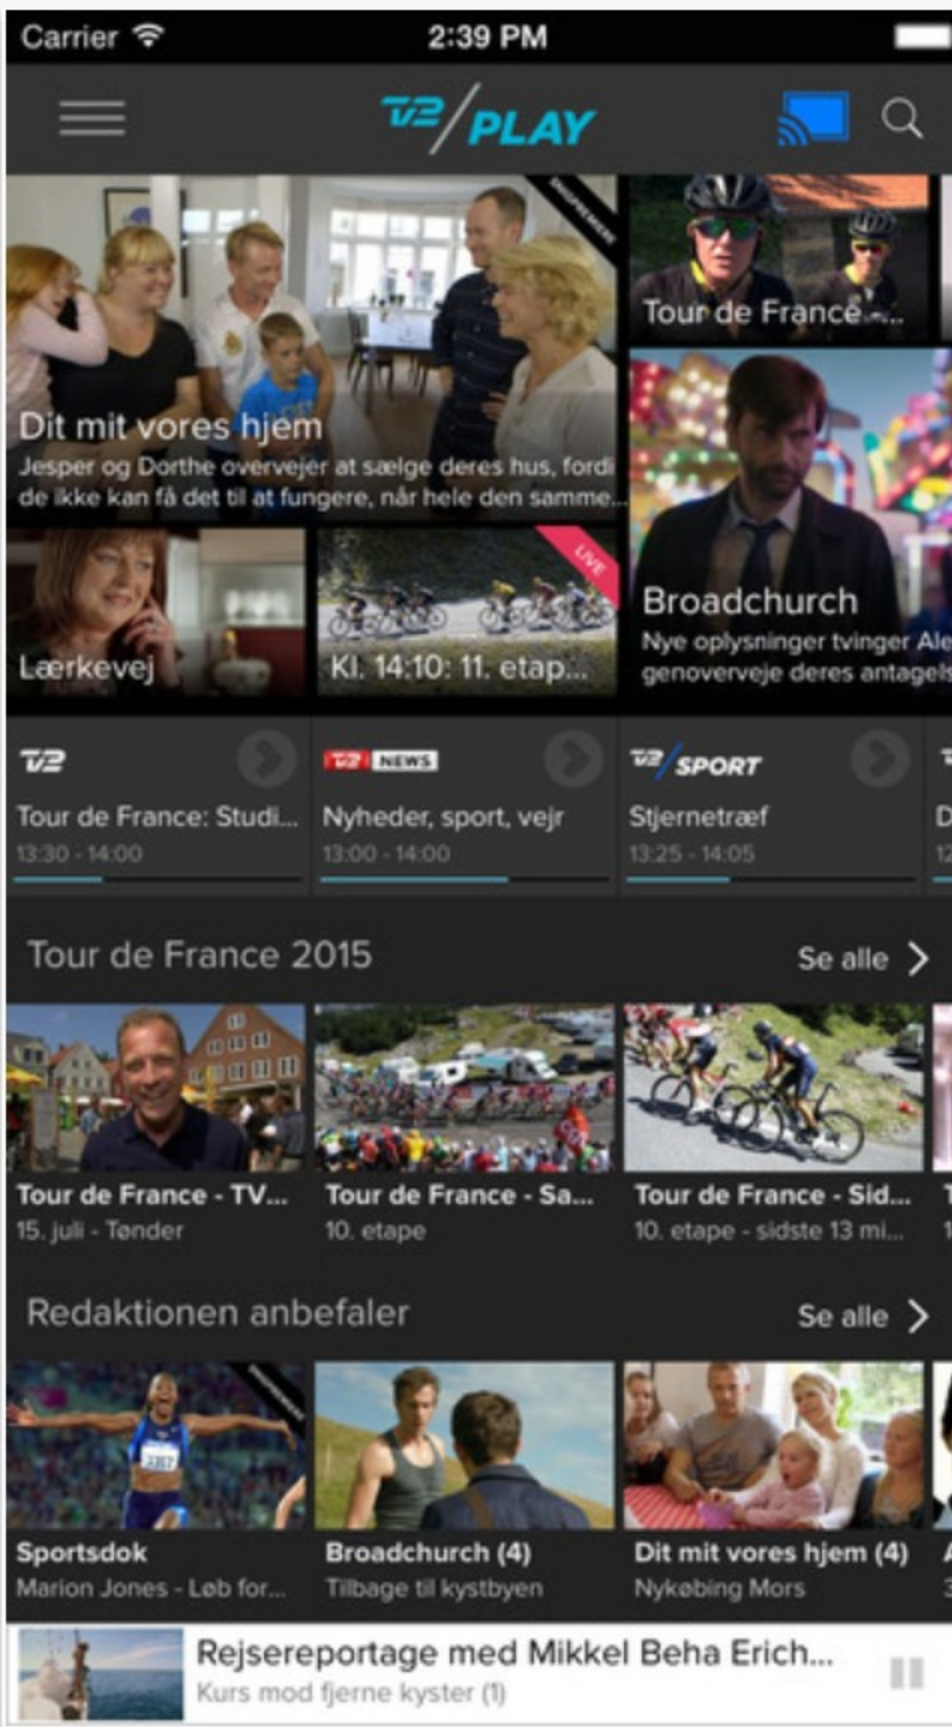 Carrier 2:39 PM
TV2/PLAY
Dit mit vores hjem
Jesper og Dorthe overvejer at sælge deres hus, fordi
de ikke kan få det til at fungere, når hele den samme...
Tour de France -...
Broadchurch
Nye oplysninger tvinger Ale
genoverveje deres antagels
Lærkevej
LIVE
Kl. 14:10: 11. etap...
TV2
Tour de France: Studi...
13:30 - 14:00
TV2 NEWS
Nyheder, sport, vejr
13:00 - 14:00
TV2/SPORT
Stjernetræf
13:25 - 14:05
D
12
Tour de France 2015
Se alle
Tour de France - TV...
15. juli - Tønder
Tour de France - Sa...
10. etape
Tour de France - Sid...
10. etape - sidste 13 mi...
Redaktionen anbefaler
Se alle
Sportsdok
Marion Jones - Løb for...
Broadchurch (4)
Tilbage til kystbyen
Dit mit vores hjem (4)
Nykøbing Mors
Rejsereportage med Mikkel Beha Erich...
Kurs mod fjerne kyster (1)